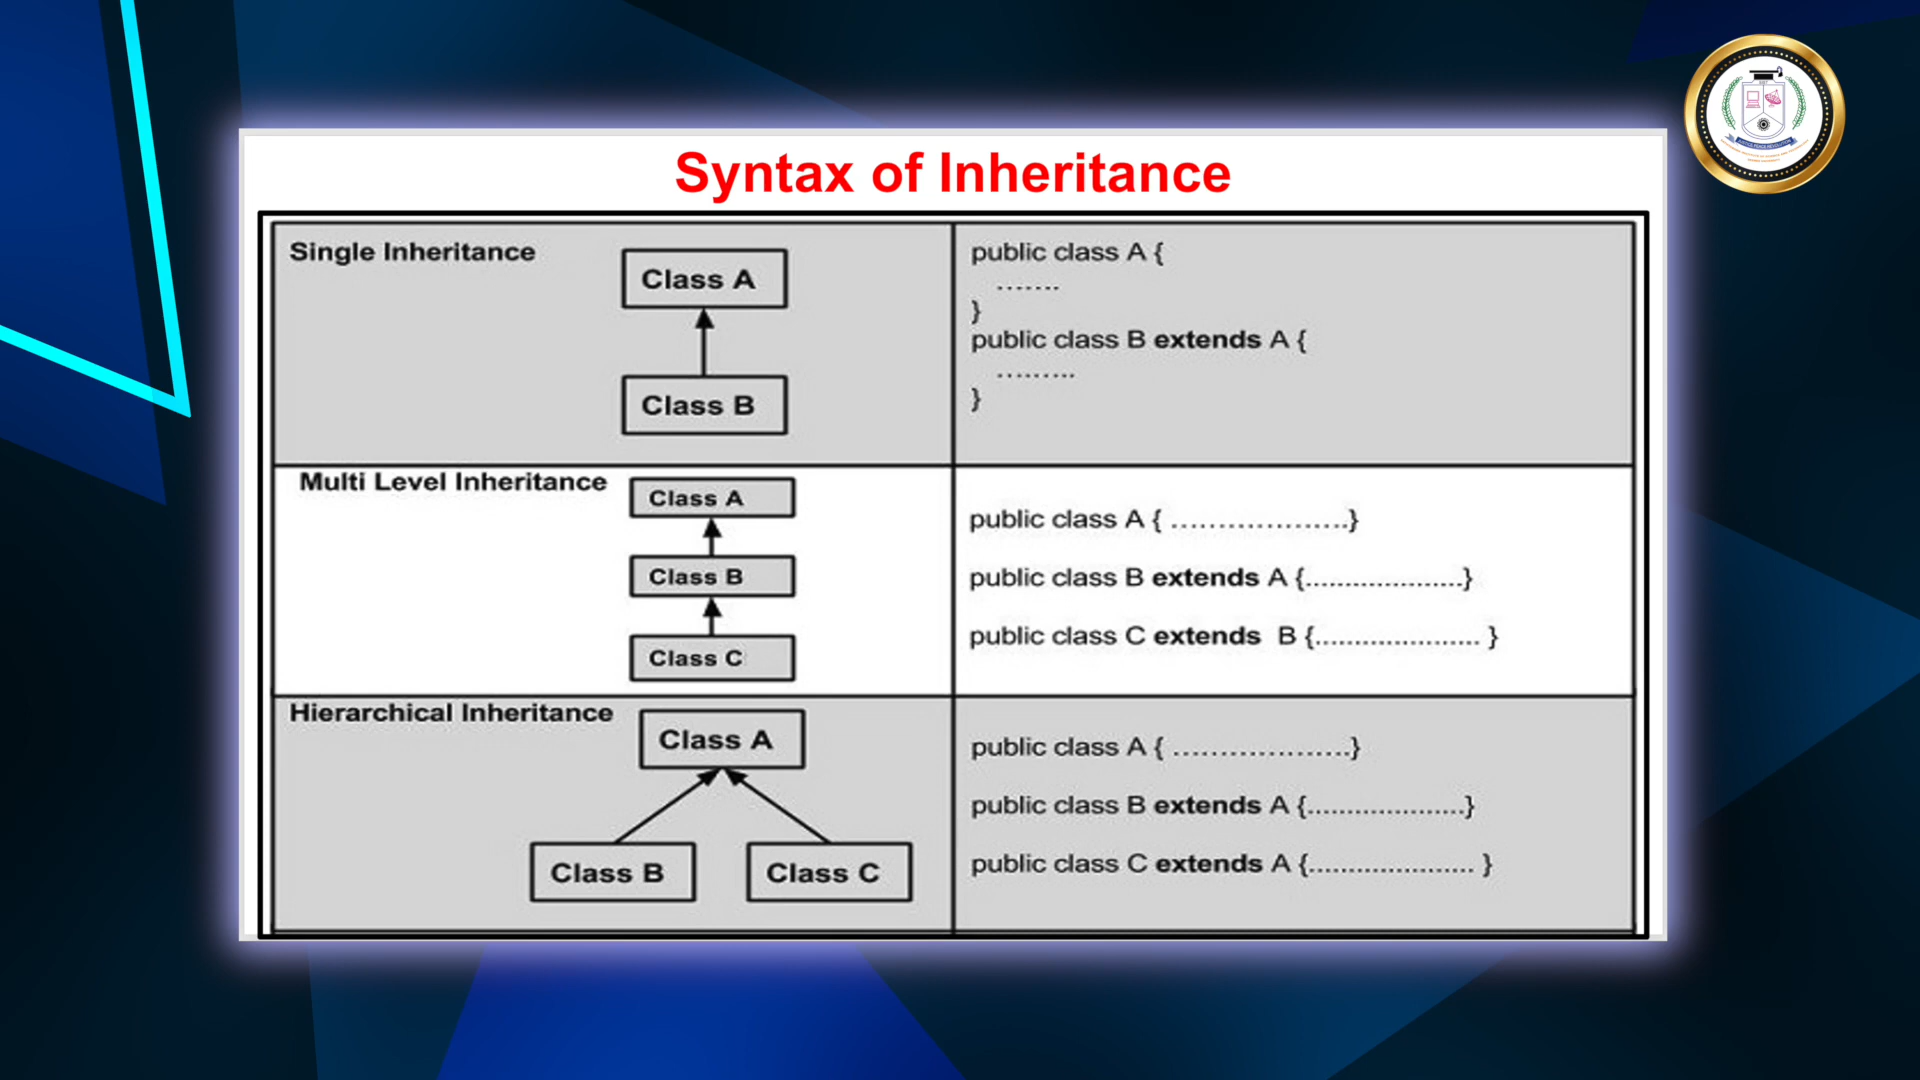 Syntax of Inheritance
Single Inheritance
Class A
Class B
public class A {
.......
}
public class B extends A {
.........
}
Multi Level Inheritance
Class A
Class B
Class C
public class A { ...................}
public class B extends A {....................}
public class C extends B {..................... }
Hierarchical Inheritance
Class A
Class B
Class C
public class A { ...................}
public class B extends A {....................}
public class C extends A {..................... }